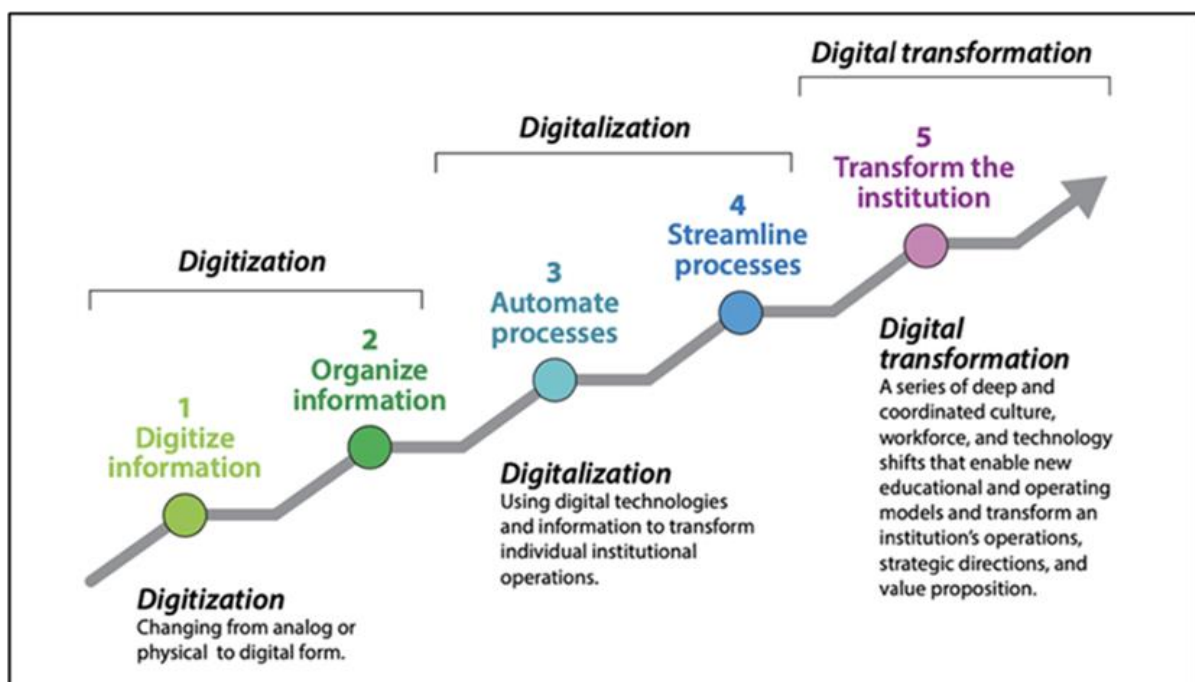 Digital transformation
Digitalization
5
Transform the
institution
4
Streamline
processes
Digitization
3
Automate
processes
2
Organize
information
1
Digitize
information
Digital
transformation
A series of deep and
coordinated culture,
workforce, and technology
shifts that enable new
educational and operating
models and transform an
institution's operations,
strategic directions, and
value proposition.
Digitalization
Using digital technologies
and information to transform
individual institutional
operations.
Digitization
Changing from analog or
physical to digital form.